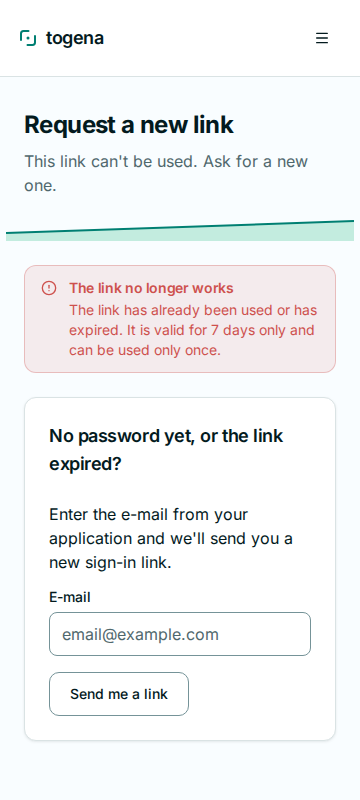 togena
Request a new link
This link can't be used. Ask for a new
one.
The link no longer works
The link has already been used or has
expired. It is valid for 7 days only and
can be used only once.
No password yet, or the link
expired?
Enter the e-mail from your
application and we'll send you a
new sign-in link.
E-mail
email@example.com
Send me a link